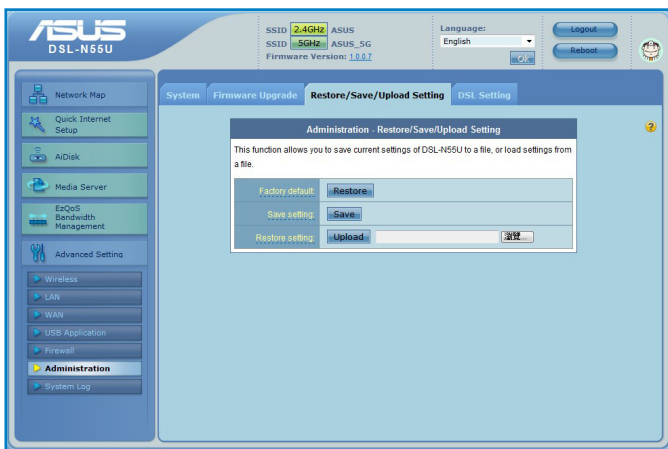 ASUS
DSL-N55U
SSID 2.4GHz ASUS
SSID 5GHz ASUS_5G
Firmware Version: 1.0.0.7
Language:
English
OK
Logout
Reboot
Network Map
Quick Internet
Setup
AiDisk
Media Server
EzQoS
Bandwidth
Management
Advanced Setting
Wireless
LAN
WAN
USB Application
Firewall
Administration
System Log
System
Firmware Upgrade
Restore/Save/Upload Setting
DSL Setting
Administration - Restore/Save/Upload Setting
This function allows you to save current settings of DSL-N55U to a file, or load settings from
a file.
Factory default: Restore
Save setting: Save
Restore setting: Upload 瀏覽...